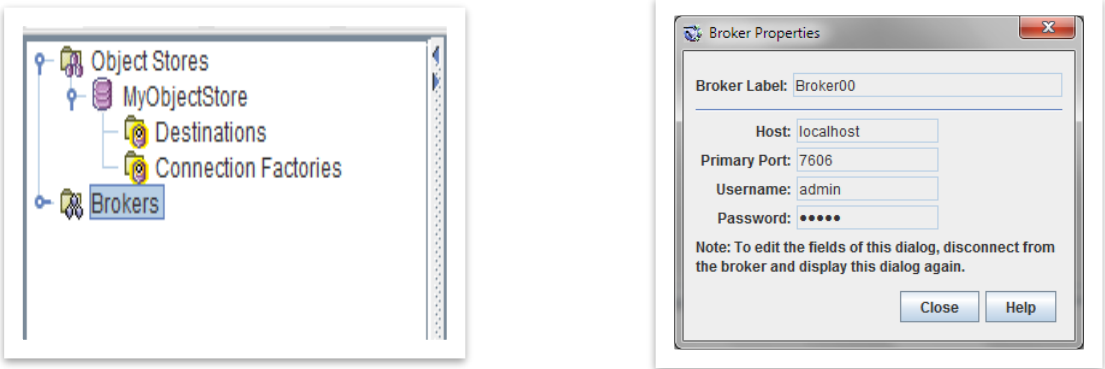 Object Stores
MyObjectStore
Destinations
Connection Factories
Brokers
Broker Properties
Broker Label: Broker00
Host: localhost
Primary Port: 7606
Username: admin
Password: •••••
Note: To edit the fields of this dialog, disconnect from
the broker and display this dialog again.
Close Help